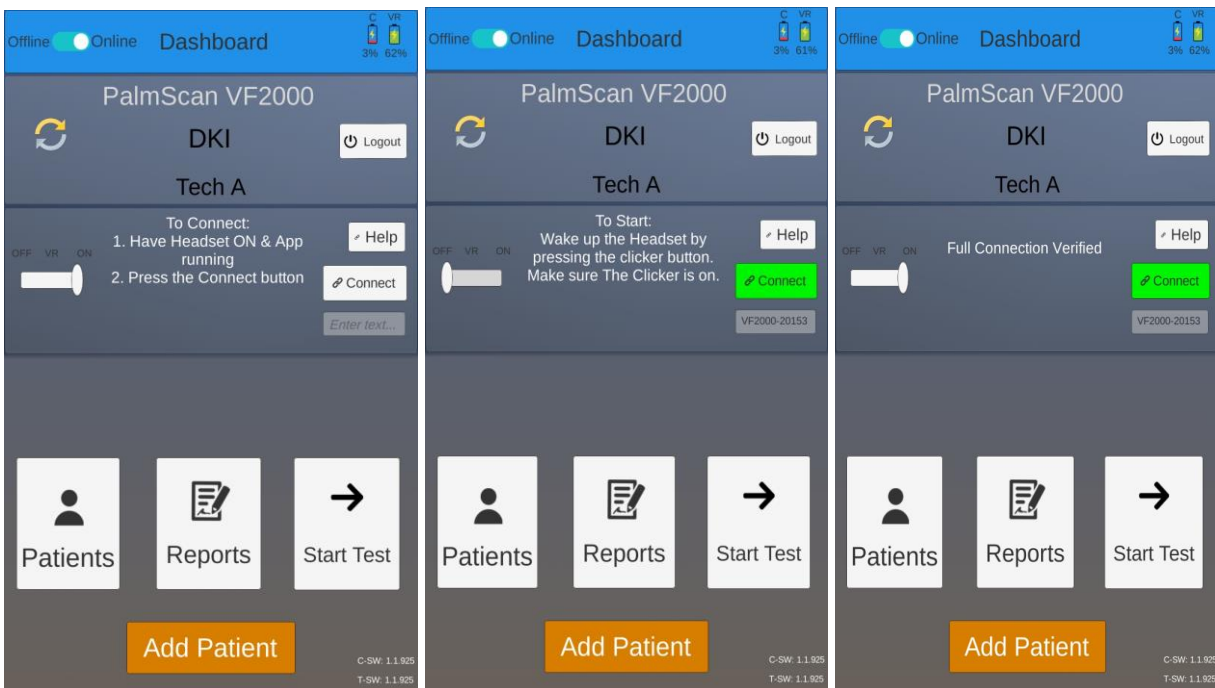 C VR
Offline Online Dashboard
3% 62%
PalmScan VF2000
DKI
Logout
Tech A
To Connect:
1. Have Headset ON & App
running
2. Press the Connect button
OFF VR ON
Help
Connect
Enter text...
Patients
Reports
Start Test
Add Patient
C-SW: 1.1.925
T-SW: 1.1.925
C VR
Offline Online Dashboard
3% 61%
PalmScan VF2000
DKI
Logout
Tech A
To Start:
Wake up the Headset by
pressing the clicker button.
Make sure The Clicker is on.
OFF VR ON
Help
Connect
VF2000-20153
Patients
Reports
Start Test
Add Patient
C-SW: 1.1.925
T-SW: 1.1.925
C VR
Offline Online Dashboard
3% 62%
PalmScan VF2000
DKI
Logout
Tech A
OFF VR ON
Full Connection Verified
Help
Connect
VF2000-20153
Patients
Reports
Start Test
Add Patient
C-SW: 1.1.925
T-SW: 1.1.925